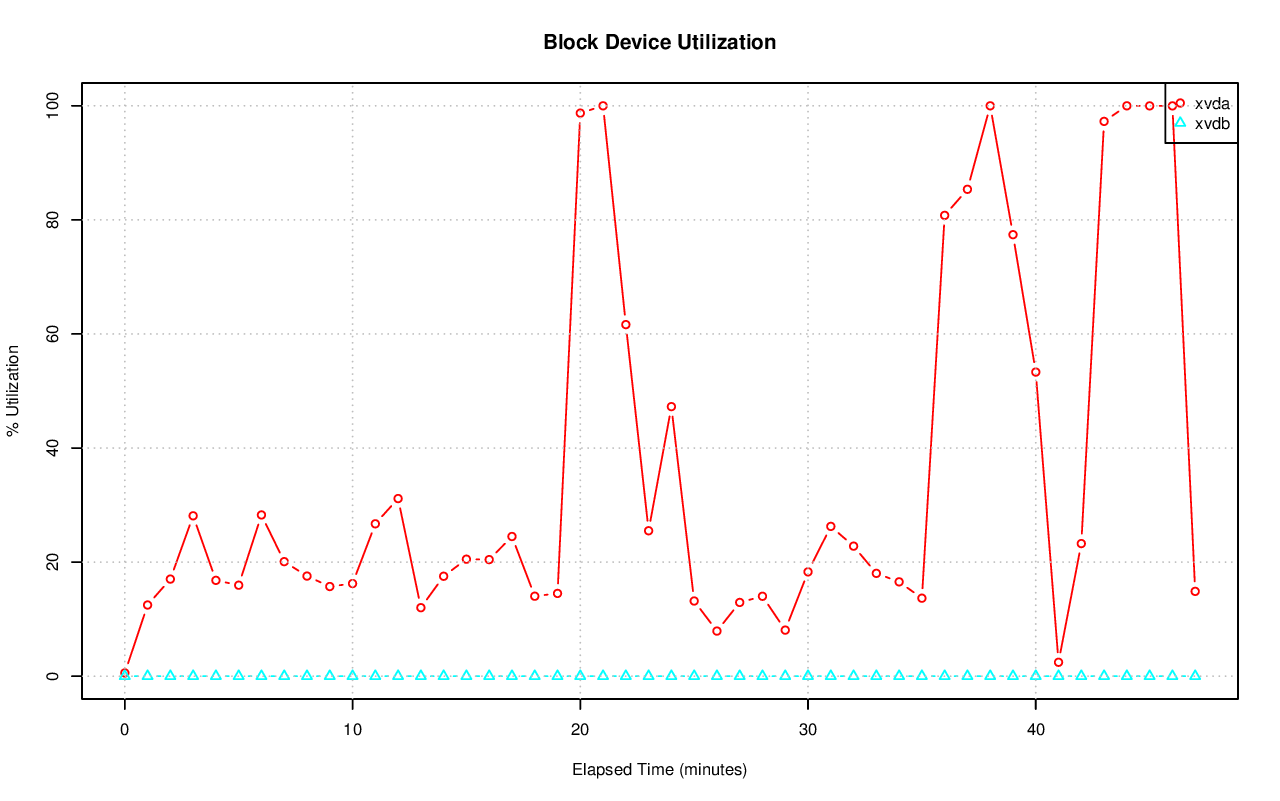 Block Device Utilization
xvda
xvdb
% Utilization
100
80
60
40
20
0
0 10 20 30 40
Elapsed Time (minutes)